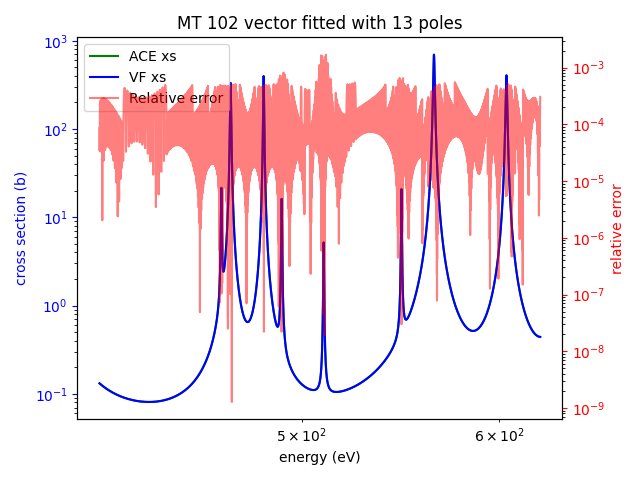 MT 102 vector fitted with 13 poles
ACE xs
VF xs
Relative error
cross section (b)
10³
10²
10¹
10⁰
10⁻¹
10⁻³
10⁻⁴
10⁻⁵
10⁻⁶
10⁻⁷
10⁻⁸
10⁻⁹
relative error
5 × 10²
6 × 10²
energy (eV)